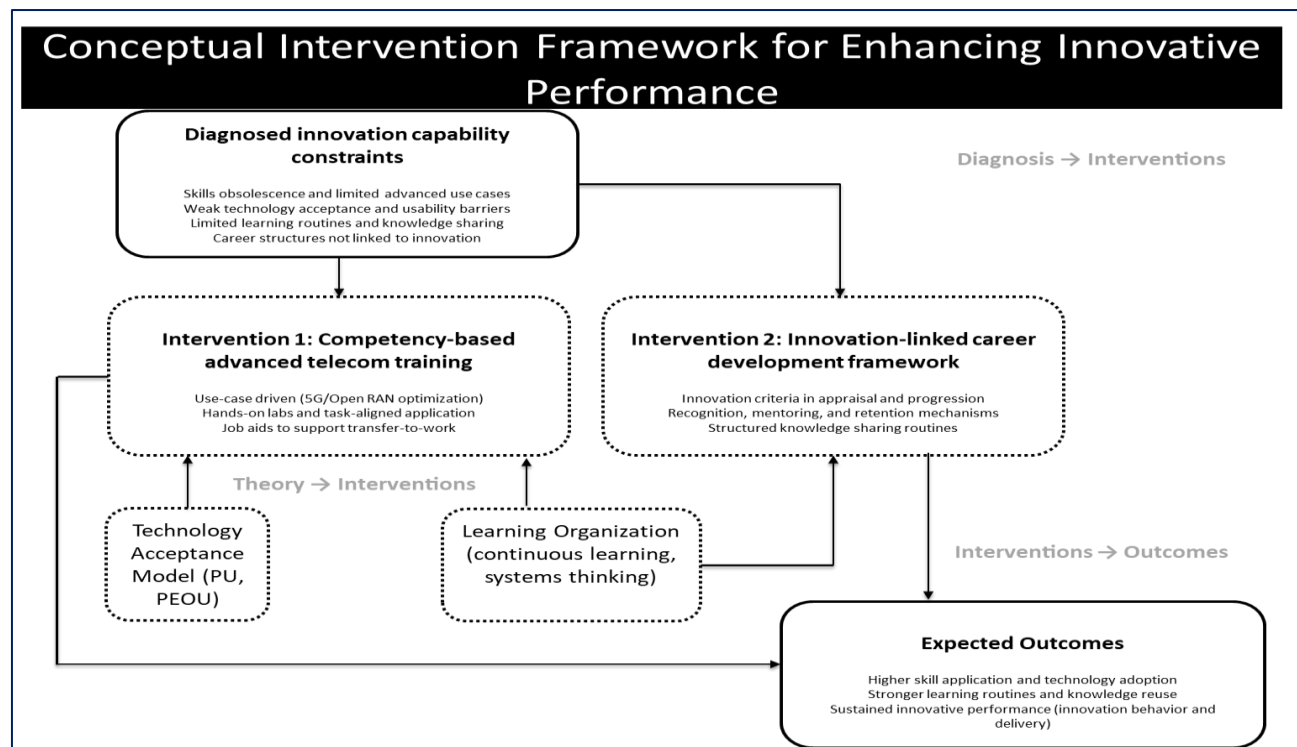 Conceptual Intervention Framework for Enhancing Innovative
Performance
Diagnosed innovation capability
constraints
Skills obsolescence and limited advanced use cases
Weak technology acceptance and usability barriers
Limited learning routines and knowledge sharing
Career structures not linked to innovation
Diagnosis → Interventions
Intervention 1: Competency-based
advanced telecom training
Use-case driven (5G/Open RAN optimization)
Hands-on labs and task-aligned application
Job aids to support transfer-to-work
Intervention 2: Innovation-linked career
development framework
Innovation criteria in appraisal and progression
Recognition, mentoring, and retention mechanisms
Structured knowledge sharing routines
Theory → Interventions
Technology
Acceptance
Model (PU,
PEOU)
Learning Organization
(continuous learning,
systems thinking)
Interventions → Outcomes
Expected Outcomes
Higher skill application and technology adoption
Stronger learning routines and knowledge reuse
Sustained innovative performance (innovation behavior and
delivery)